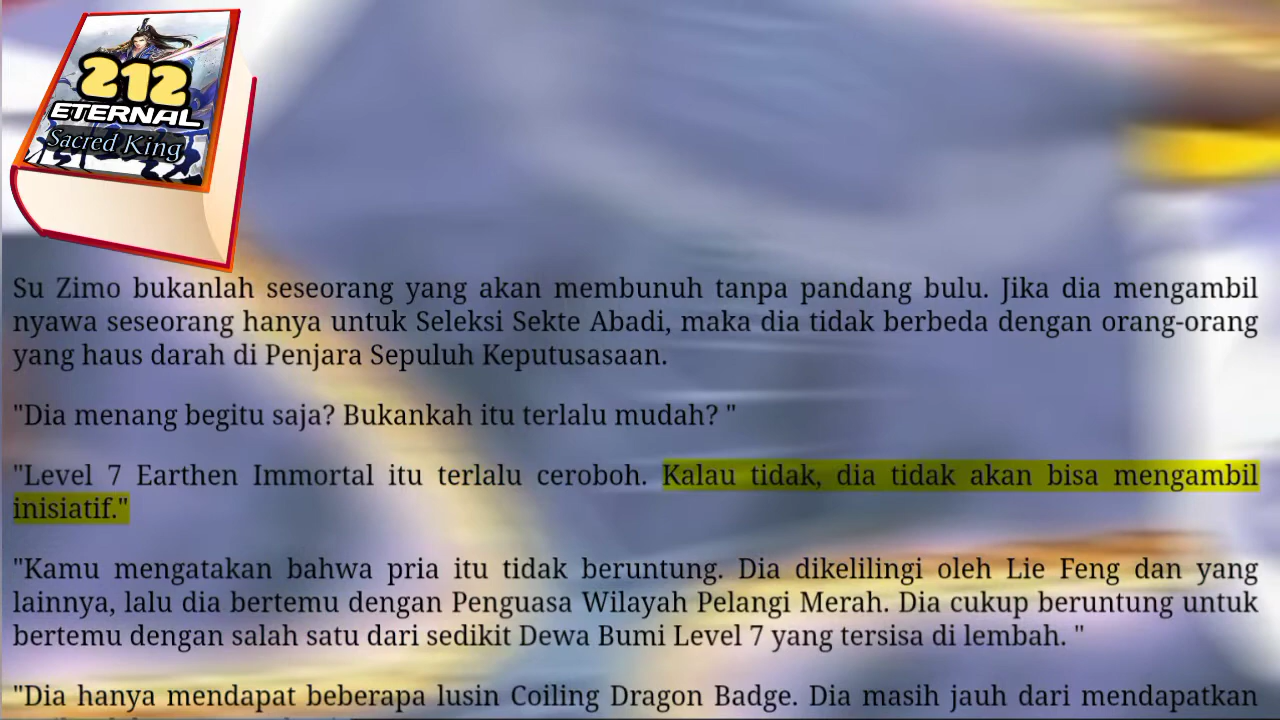 212
ETERNAL
Sacred King
Su Zimo bukanlah seseorang yang akan membunuh tanpa pandang bulu. Jika dia mengambil
nyawa seseorang hanya untuk Seleksi Sekte Abadi, maka dia tidak berbeda dengan orang-orang
yang haus darah di Penjara Sepuluh Keputusasaan.
"Dia menang begitu saja? Bukankah itu terlalu mudah? "
"Level 7 Earthen Immortal itu terlalu ceroboh. Kalau tidak, dia tidak akan bisa mengambil
inisiatif."
"Kamu mengatakan bahwa pria itu tidak beruntung. Dia dikelilingi oleh Lie Feng dan yang
lainnya, lalu dia bertemu dengan Penguasa Wilayah Pelangi Merah. Dia cukup beruntung untuk
bertemu dengan salah satu dari sedikit Dewa Bumi Level 7 yang tersisa di lembah. "
"Dia hanya mendapat beberapa lusin Coiling Dragon Badge. Dia masih jauh dari mendapatkan